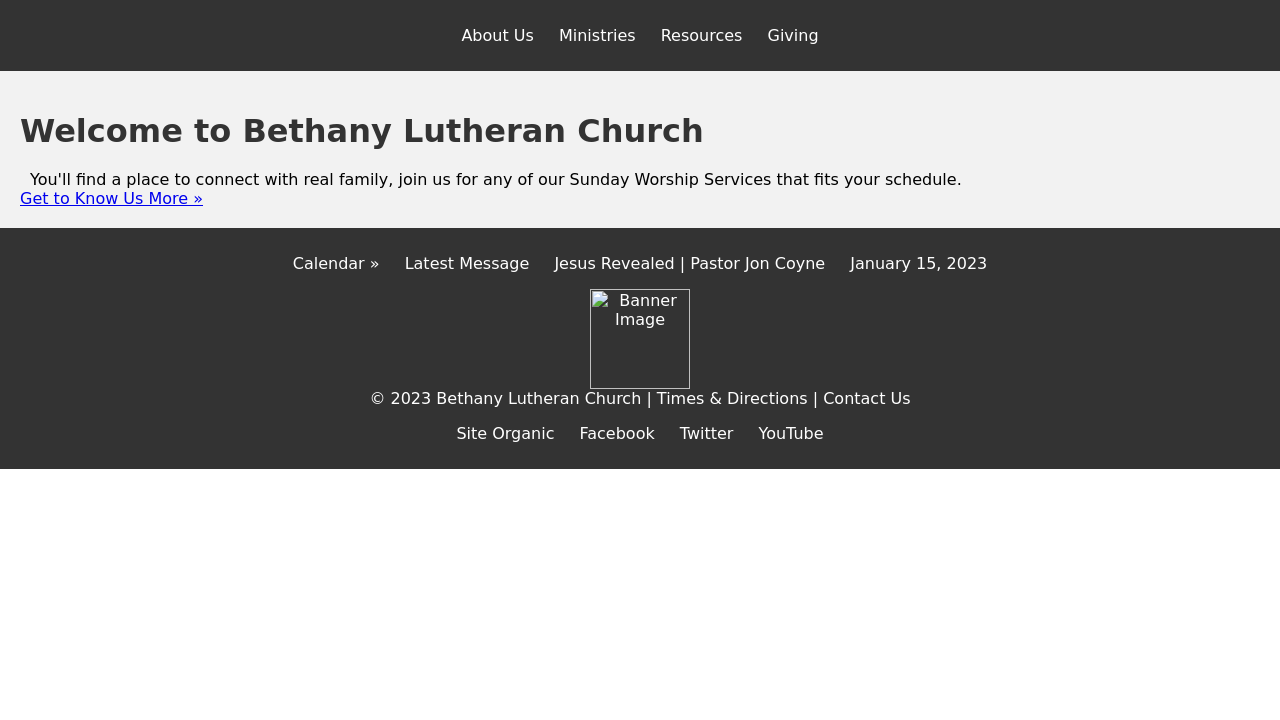 About Us Ministries Resources Giving
Welcome to Bethany Lutheran Church
You'll find a place to connect with real family, join us for any of our Sunday Worship Services that fits your schedule.
Get to Know Us More »
Calendar » Latest Message Jesus Revealed | Pastor Jon Coyne January 15, 2023
Banner
Image
© 2023 Bethany Lutheran Church | Times & Directions | Contact Us
Site Organic Facebook Twitter YouTube